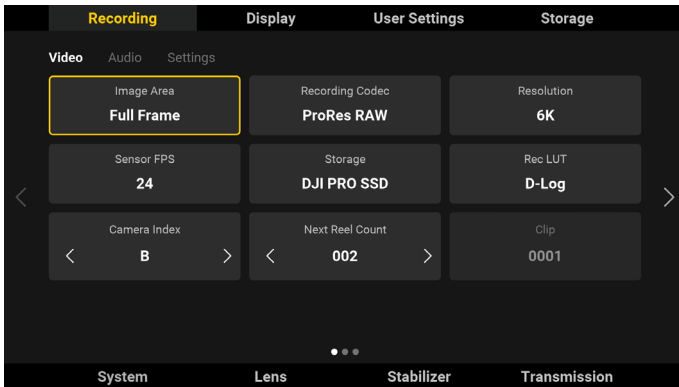 Recording Display User Settings Storage
Video Audio Settings
Image Area Recording Codec Resolution
Full Frame ProRes RAW 6K
Sensor FPS Storage Rec LUT
24 DJI PRO SSD D-Log
Camera Index Next Reel Count Clip
B 002 0001
System Lens Stabilizer Transmission